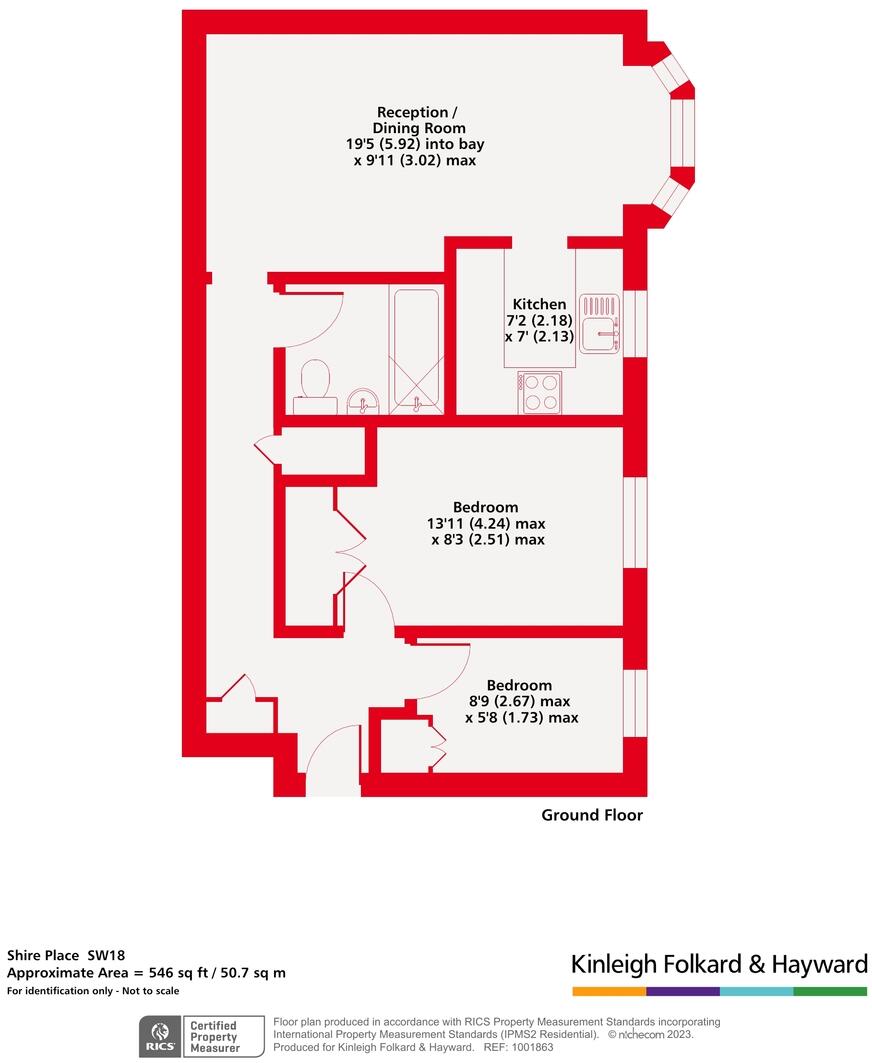 Reception /
Dining Room
19'5 (5.92) into bay
x 9'11 (3.02) max
Kitchen
7'2 (2.18)
x 7' (2.13)
Bedroom
13'11 (4.24) max
x 8'3 (2.51) max
Bedroom
8'9 (2.67) max
x 5'8 (1.73) max
Ground Floor
Shire Place SW18
Approximate Area = 546 sq ft / 50.7 sq m
For identification only - Not to scale
Kinleigh Folkard & Hayward
RICS
Certified
Property
Measurer
Floor plan produced in accordance with RICS Property Measurement Standards incorporating
International Property Measurement Standards (IPMS2 Residential). © nichecom 2023.
Produced for Kinleigh Folkard & Hayward. REF: 1001863